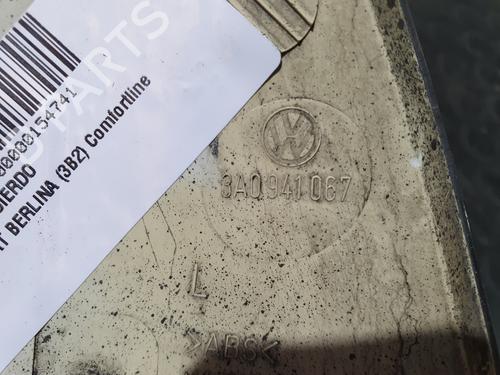 00000154741
IERDO
T BERLINA (3B2) Comfortline
VW
3A0 941 067
L
>ABS<